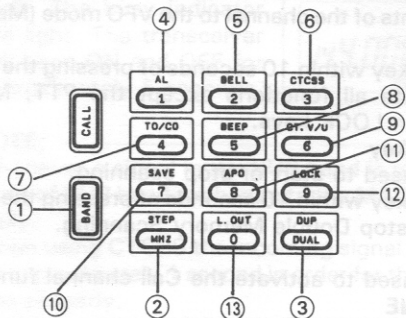 ④ ⑤ ⑥
AL BELL CTCSS
1 2 3
CALL
TO/CO BEEP ST. V/U
4 5 6
⑧
⑨
⑪
⑦
SAVE APO LOCK
7 8 9
⑫
①
BAND
STEP L. OUT DUP
MHZ 0 DUAL
⑩ ② ⑬ ③